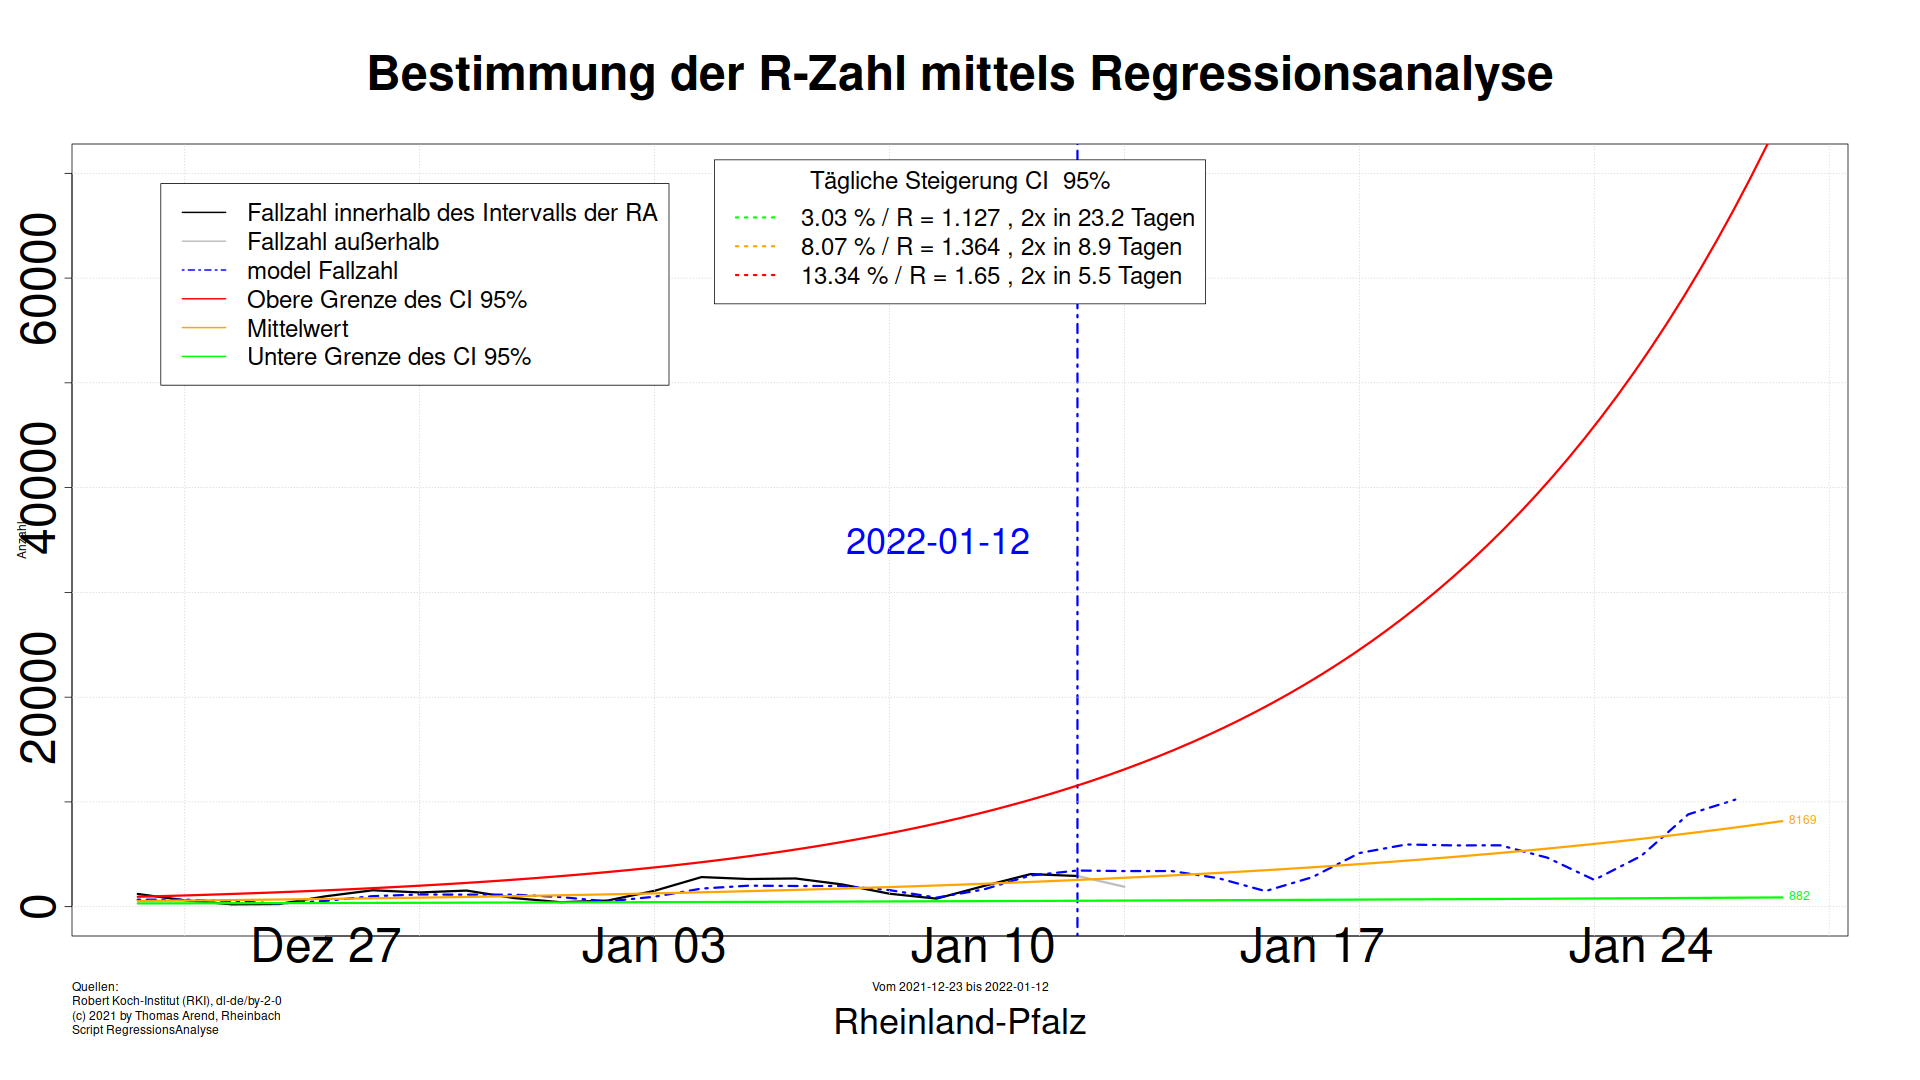 Bestimmung der R-Zahl mittels Regressionsanalyse
Fallzahl innerhalb des Intervalls der RA
Fallzahl außerhalb
model Fallzahl
Obere Grenze des CI 95%
Mittelwert
Untere Grenze des CI 95%
Tägliche Steigerung CI 95%
3.03 % / R = 1.127 , 2x in 23.2 Tagen
8.07 % / R = 1.364 , 2x in 8.9 Tagen
13.34 % / R = 1.65 , 2x in 5.5 Tagen
60000
40000
20000
0
Anzahl
2022-01-12
8169
882
Dez 27 Jan 03 Jan 10 Jan 17 Jan 24
Quellen:
Robert Koch-Institut (RKI), dl-de/by-2-0
(c) 2021 by Thomas Arend, Rheinbach
Script RegressionsAnalyse
Vom 2021-12-23 bis 2022-01-12
Rheinland-Pfalz